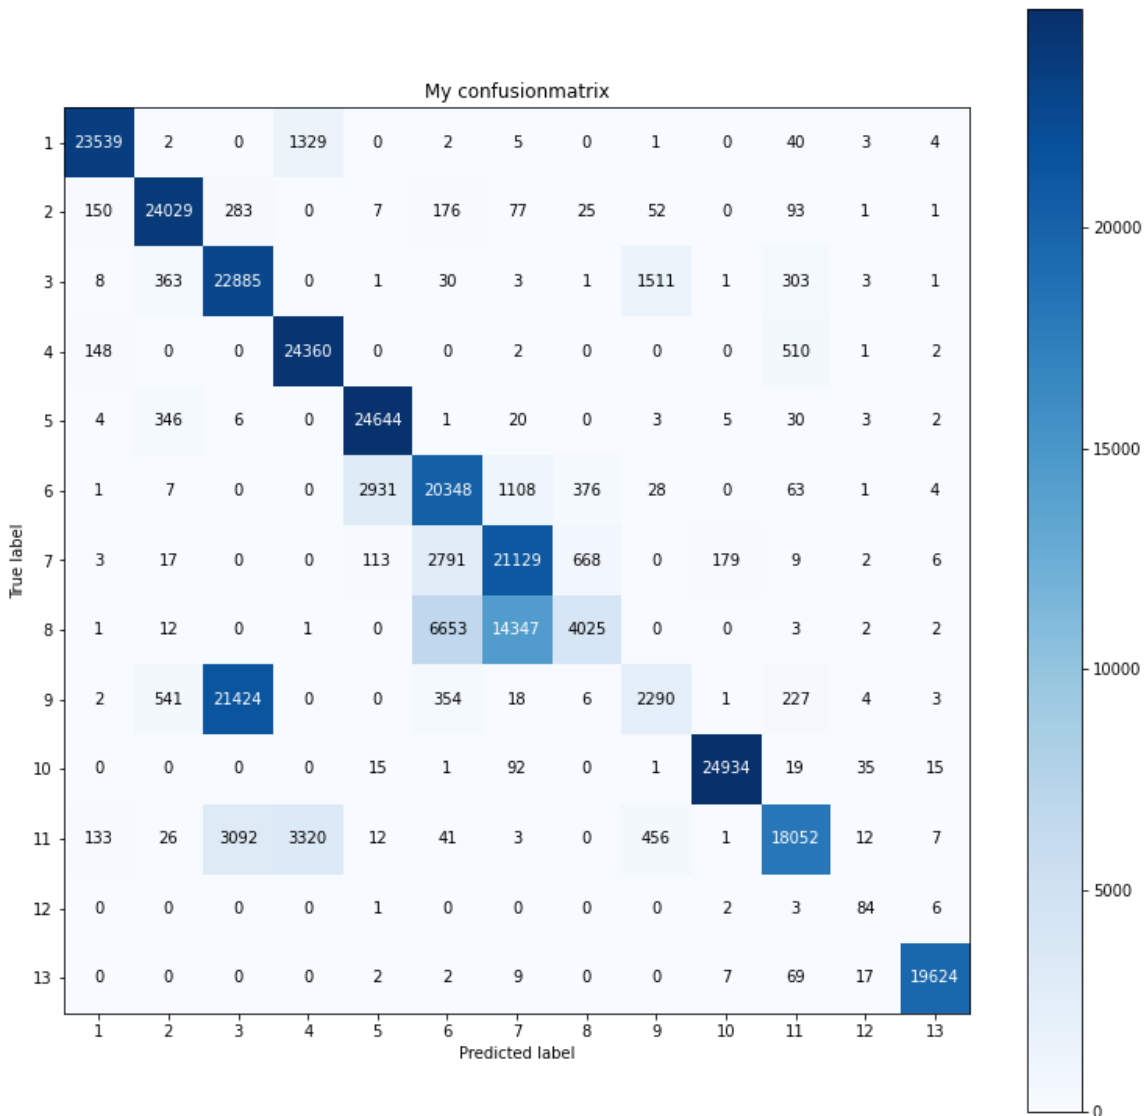 My confusionmatrix
1 23539 2 0 1329 0 2 5 0 1 0 40 3 4
2 150 24029 283 0 7 176 77 25 52 0 93 1 1
3 8 363 22885 0 1 30 3 1 1511 1 303 3 1
4 148 0 0 24360 0 0 2 0 0 0 510 1 2
5 4 346 6 0 24644 1 20 0 3 5 30 3 2
6 1 7 0 0 2931 20348 1108 376 28 0 63 1 4
7 3 17 0 0 113 2791 21129 668 0 179 9 2 6
8 1 12 0 1 0 6653 14347 4025 0 0 3 2 2
9 2 541 21424 0 0 354 18 6 2290 1 227 4 3
10 0 0 0 0 15 1 92 0 1 24934 19 35 15
11 133 26 3092 3320 12 41 3 0 456 1 18052 12 7
12 0 0 0 0 1 0 0 0 0 2 3 84 6
13 0 0 0 0 2 2 9 0 0 7 69 17 19624
1 2 3 4 5 6 7 8 9 10 11 12 13
Predicted label
True label
20000
15000
10000
5000
0